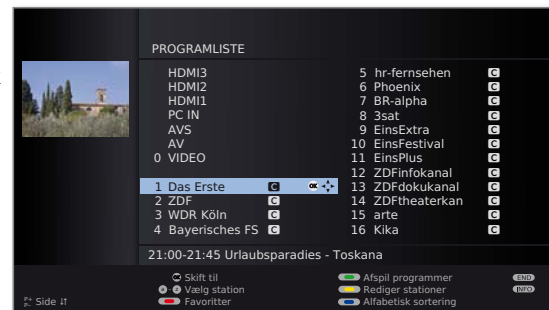 PROGRAMLISTE
HDMI3
HDMI2
HDMI1
PC IN
AVS
AV
0 VIDEO
1 Das Erste C OK
2 ZDF C
3 WDR Köln C
4 Bayerisches FS C
5 hr-fernsehen C
6 Phoenix C
7 BR-alpha C
8 3sat C
9 EinsExtra C
10 EinsFestival C
11 EinsPlus C
12 ZDFinfokanal C
13 ZDFdokukanal C
14 ZDFtheaterkan C
15 arte C
16 Kika C
21:00-21:45 Urlaubsparadies - Toskana
OK Skift til
Vælg station
Favoritter
Afspil programmer
Rediger stationer
Alfabetisk sortering
END
INFO
P+ P- Side